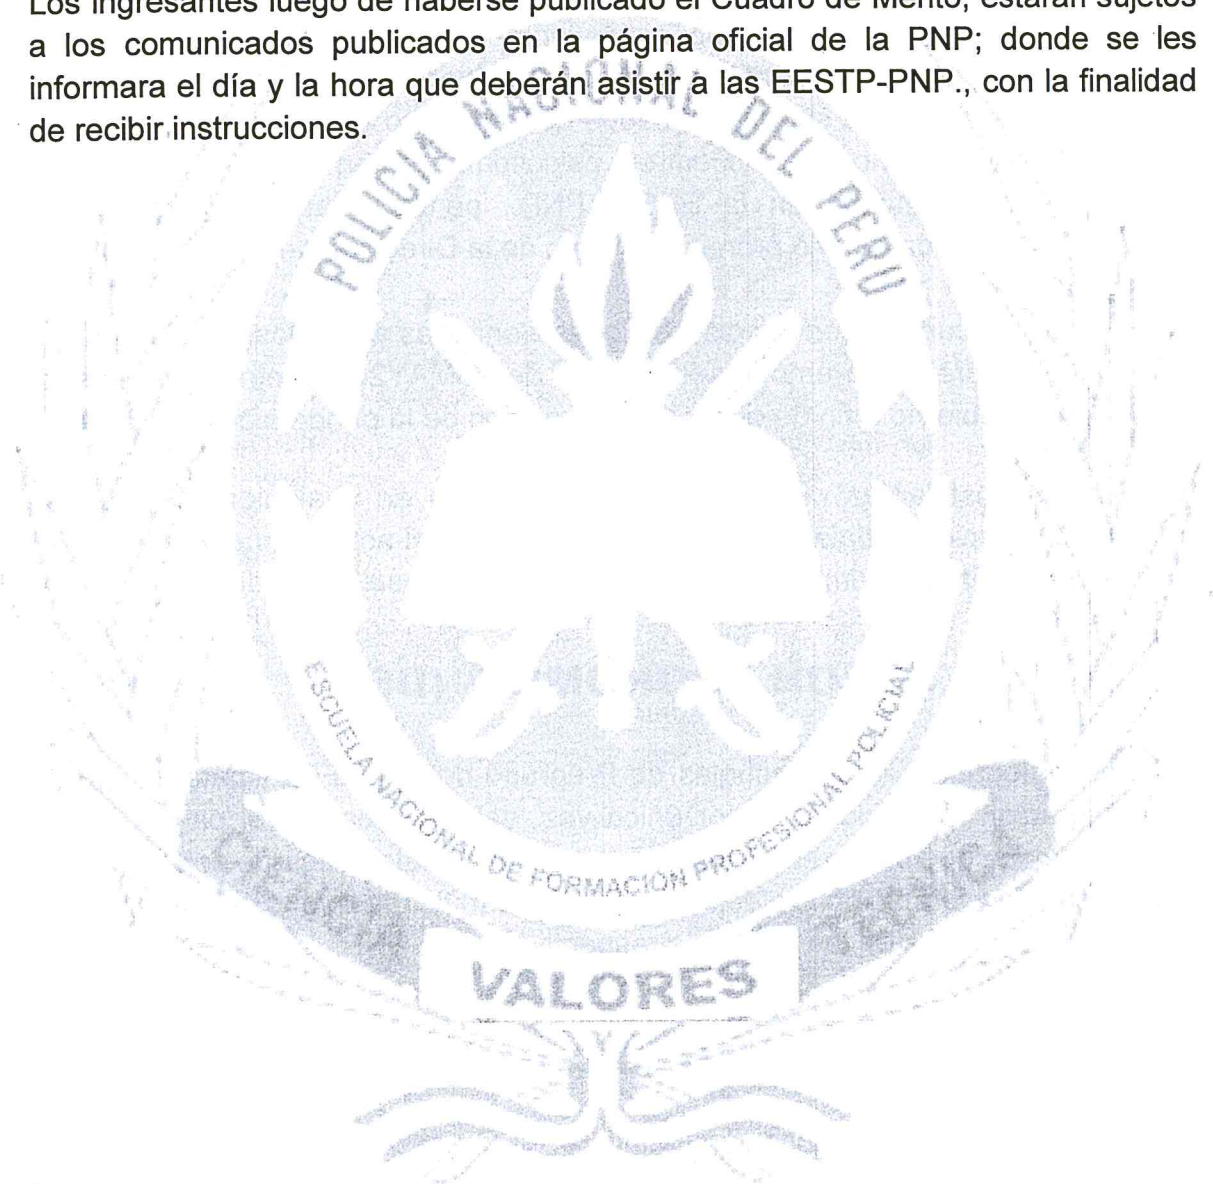 Los ingresantes luego de haberse publicado el Cuadro de Mérito, estarán sujetos
a los comunicados publicados en la página oficial de la PNP; donde se les
informara el día y la hora que deberán asistir a las EESTP-PNP., con la finalidad
de recibir instrucciones.
POLICIA NACIONAL DEL PERU
ESCUELA NACIONAL DE FORMACION PROFESIONAL POLICIAL
CIENCIA
TECNICA
VALORES
Y